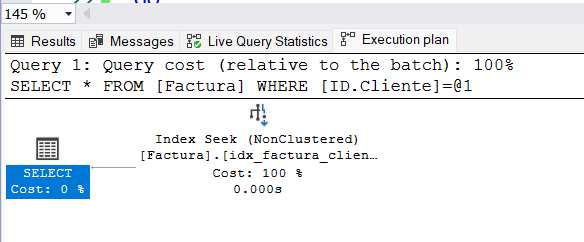 145 %
Results Messages Live Query Statistics Execution plan
Query 1: Query cost (relative to the batch): 100%
SELECT * FROM [Factura] WHERE [ID.Cliente]=@1
Index Seek (NonClustered)
[Factura].[idx_factura_clien…
Cost: 100 %
0.000s
SELECT
Cost: 0 %